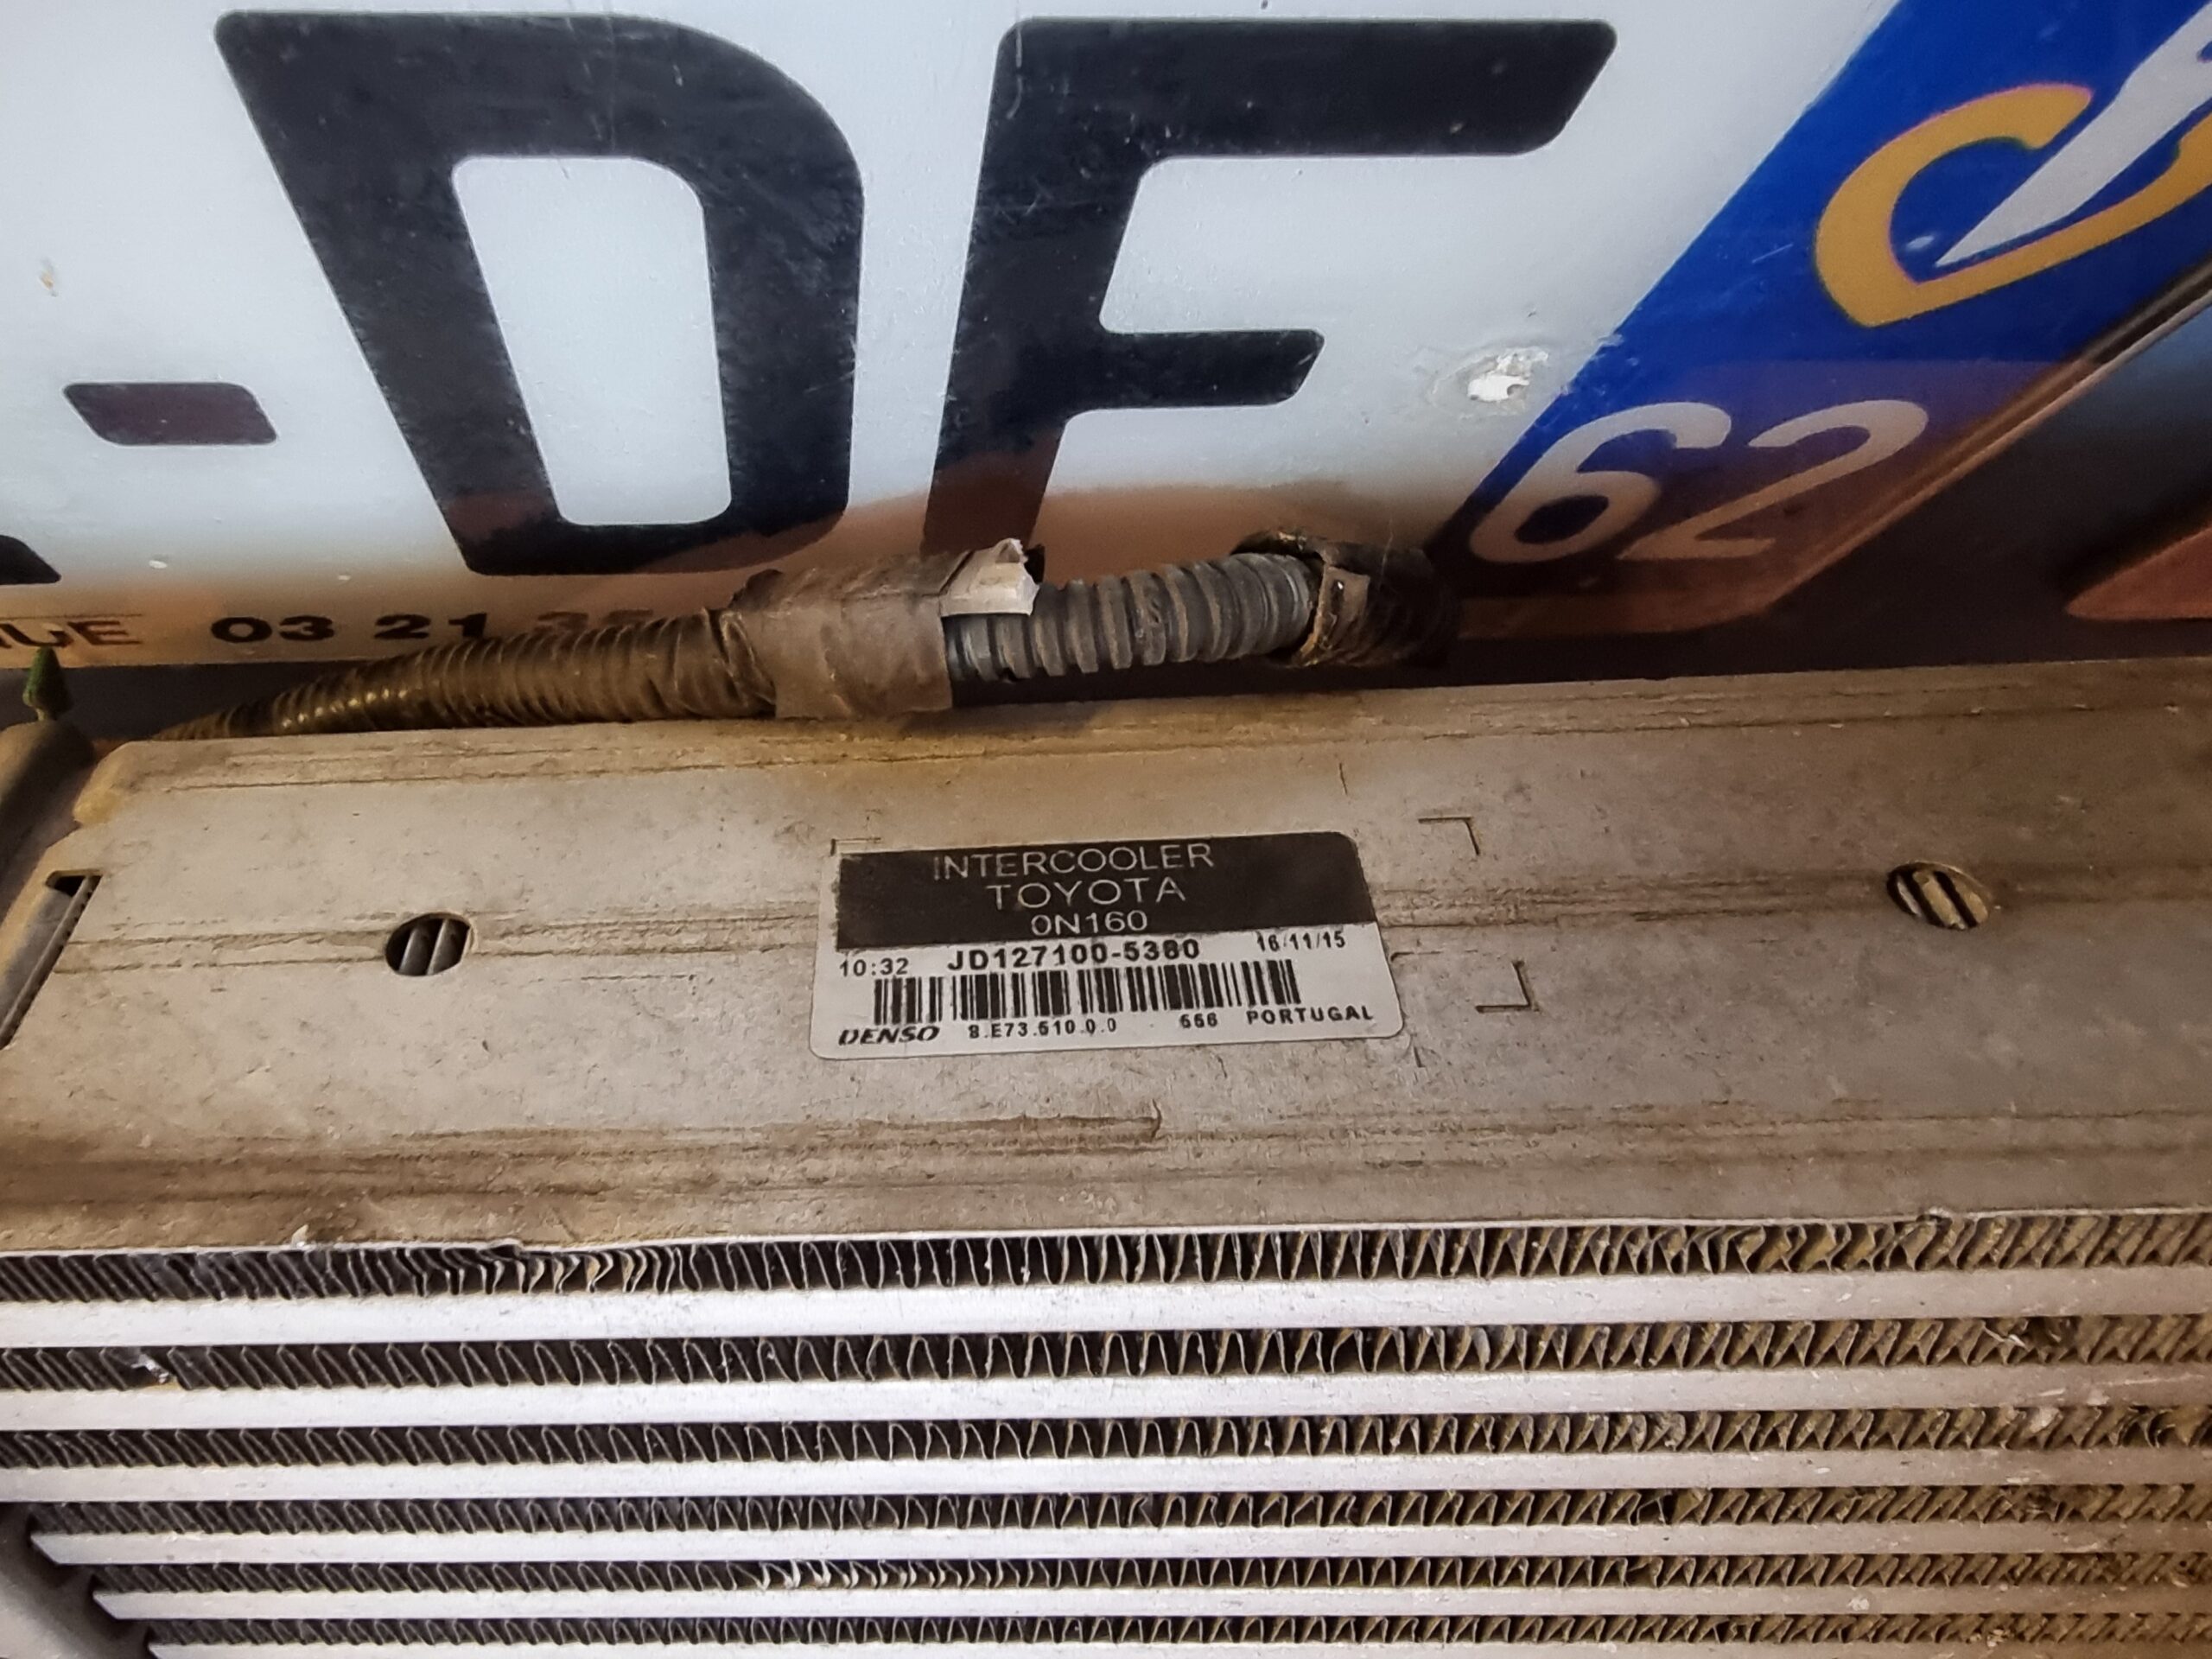 - DF
62
03 21
INTERCOOLER
TOYOTA
0N160
10:32 JD127100-5380 16/11/15
DENSO 8.E73.510.0.0 556 PORTUGAL